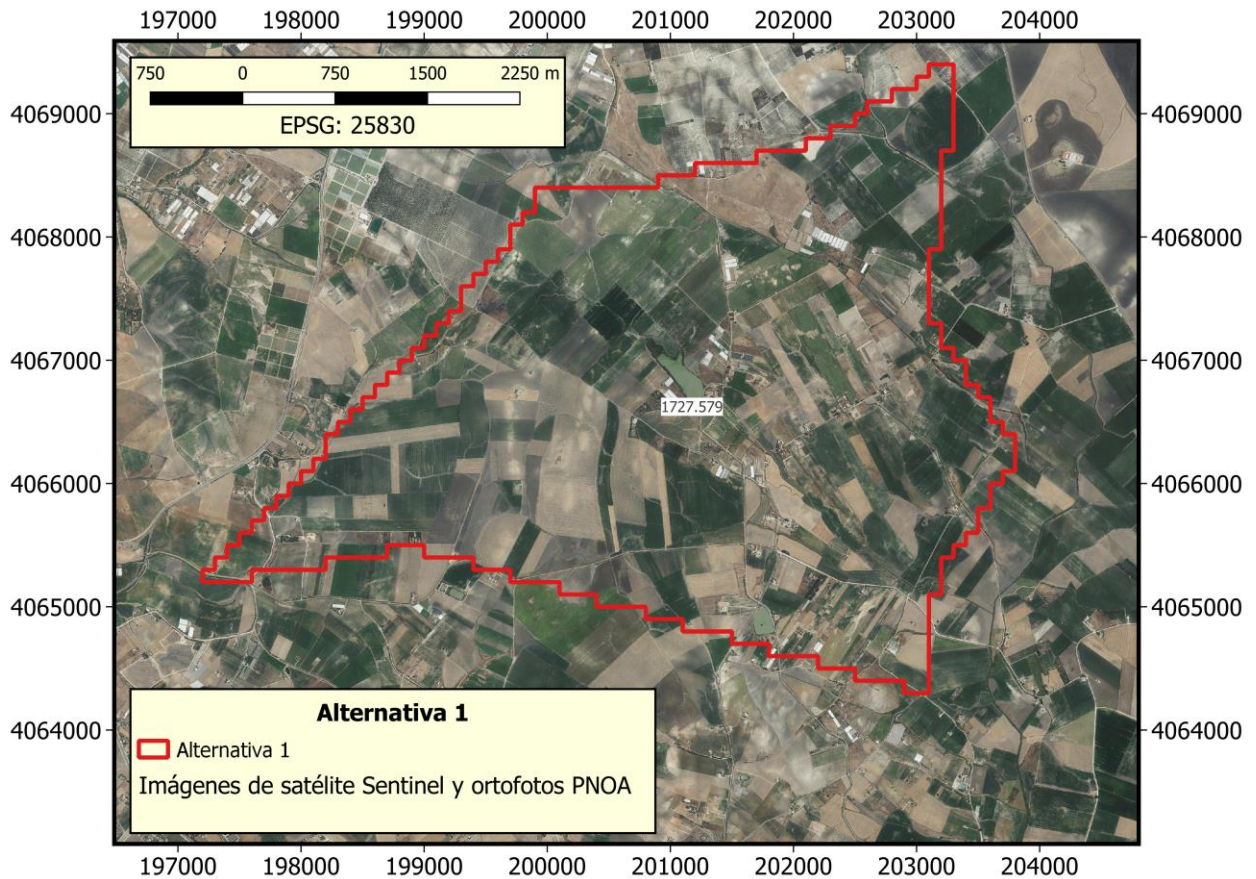 197000 198000 199000 200000 201000 202000 203000 204000
750 0 750 1500 2250 m
EPSG: 25830
4069000 4069000
4068000 4068000
4067000 4067000
1727.579
4066000 4066000
4065000 4065000
4064000 4064000
Alternativa 1
Alternativa 1
Imágenes de satélite Sentinel y ortofotos PNOA
197000 198000 199000 200000 201000 202000 203000 204000